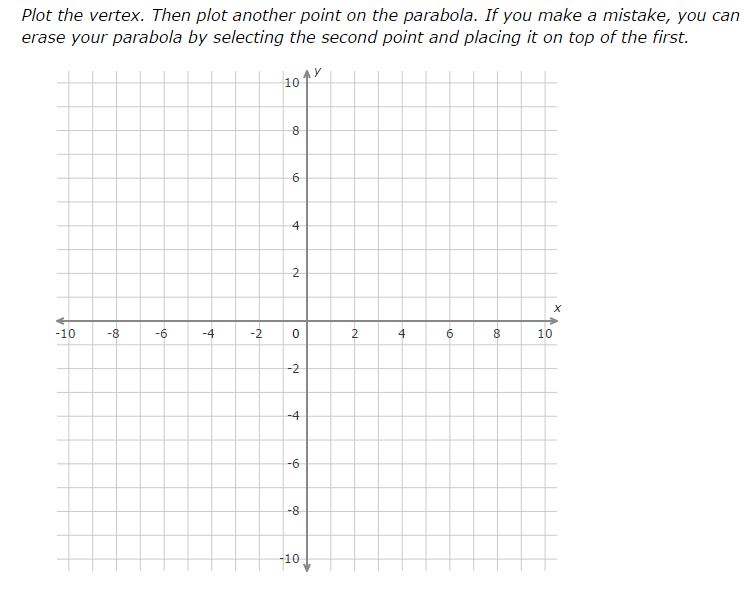 Plot the vertex. Then plot another point on the parabola. If you make a mistake, you can
erase your parabola by selecting the second point and placing it on top of the first.
y
10
8
6
4
2
x
-10 -8 -6 -4 -2 0 2 4 6 8 10
-2
-4
-6
-8
-10